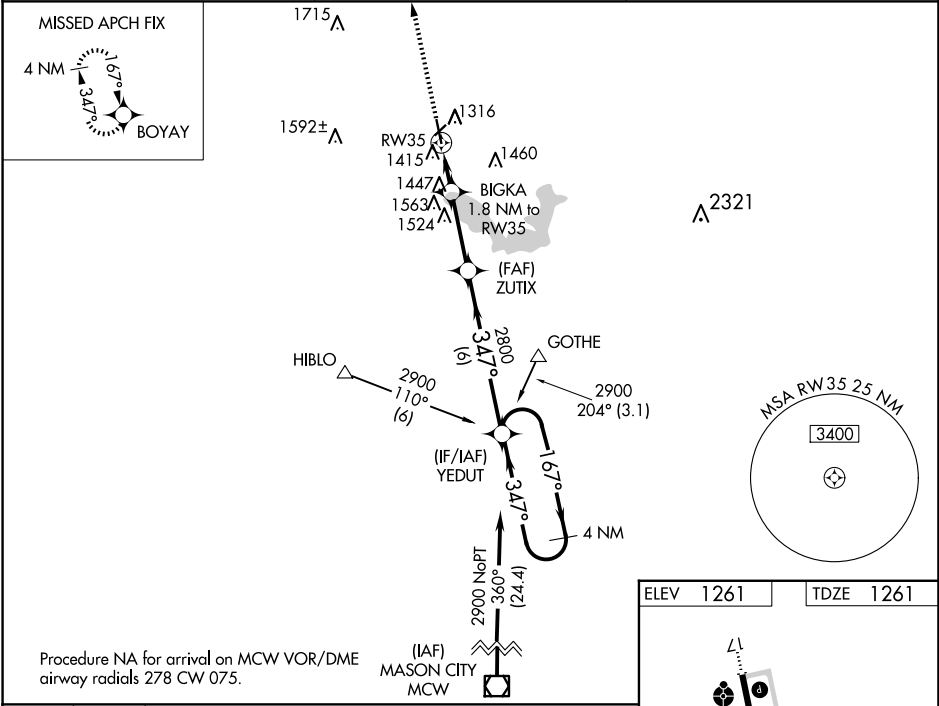 MISSED APCH FIX
4 NM
167°
347°
BOYAY
1715
1316
1592±
RW35
1415
1460
1447
BIGKA
1.8 NM to
RW35
1563
1524
2321
(FAF)
ZUTIX
2800
347°
(6)
GOTHE
HIBLO
2900
110°
(6)
2900
204° (3.1)
MSA RW35 25 NM
3400
(IF/IAF)
YEDUT
167°
347°
4 NM
2900 NoPT
360°
(24.4)
ELEV 1261
TDZE 1261
(IAF)
MASON CITY
MCW
Procedure NA for arrival on MCW VOR/DME
airway radials 278 CW 075.
17
P